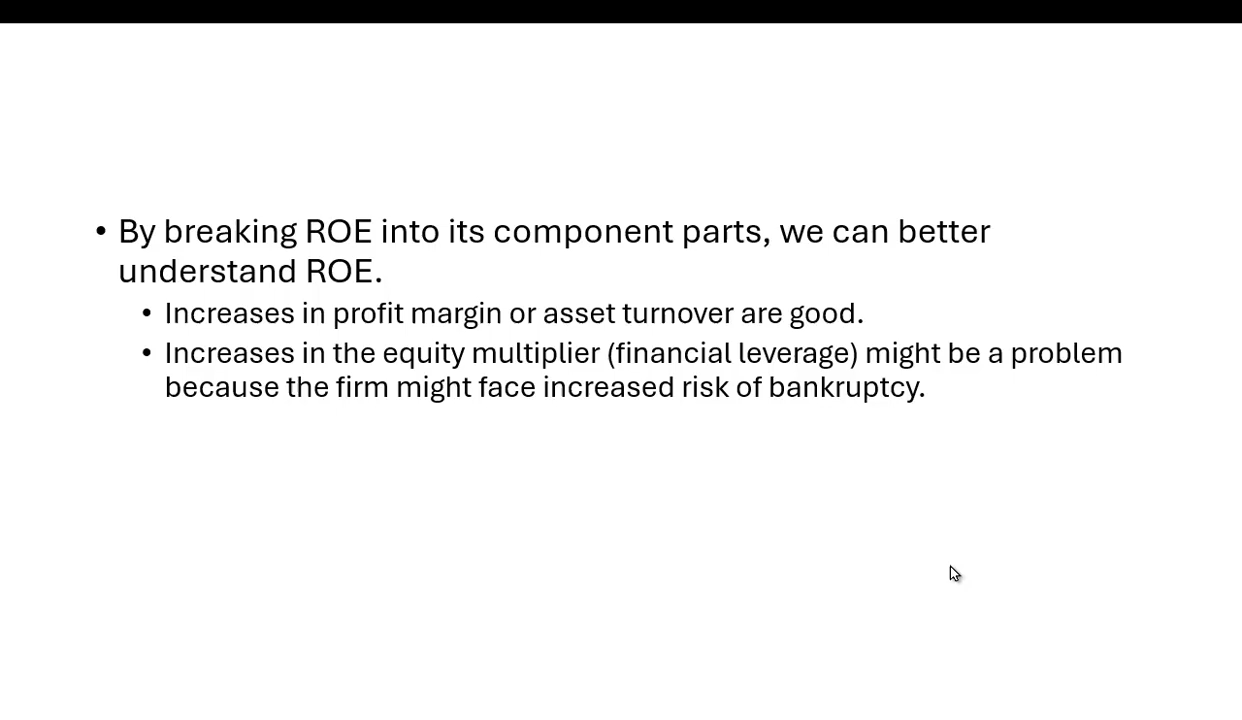 • By breaking ROE into its component parts, we can better
understand ROE.
• Increases in profit margin or asset turnover are good.
• Increases in the equity multiplier (financial leverage) might be a problem
because the firm might face increased risk of bankruptcy.